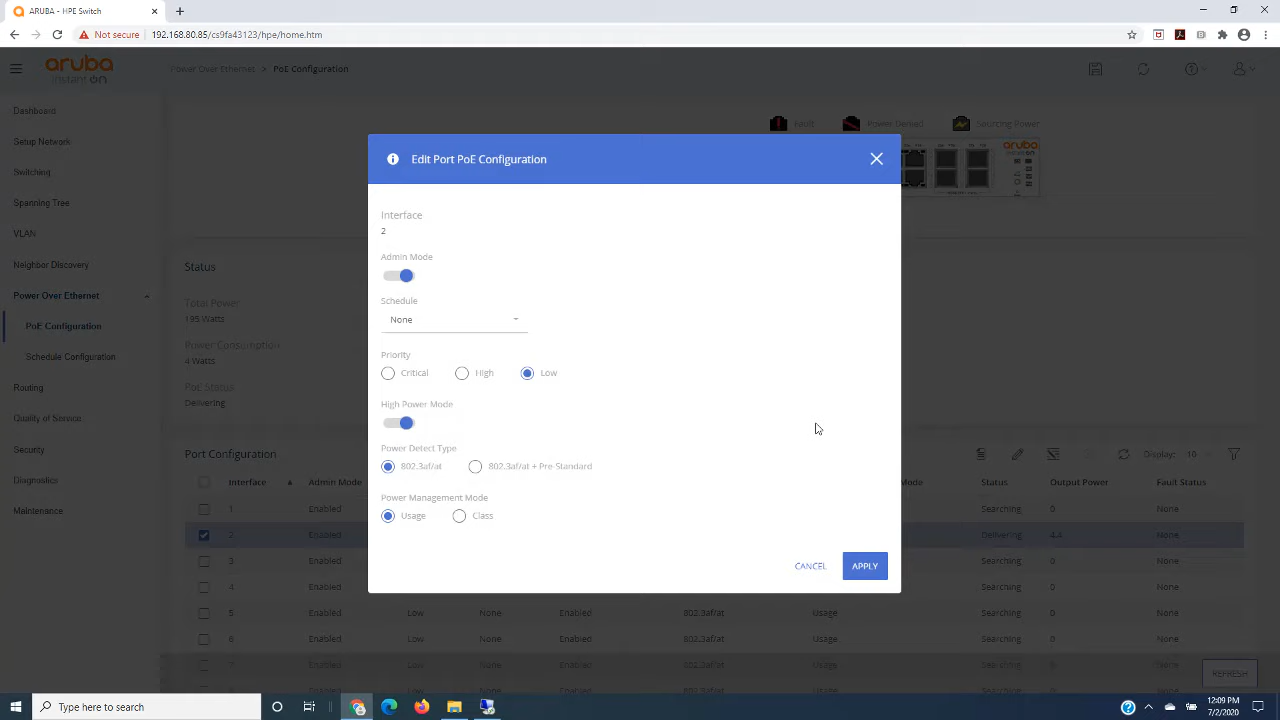 ARUBA - HPE Switch
Not secure 192.168.80.85/cs9fa43123/hpe/home.htm
aruba
instant on
Power Over Ethernet > PoE Configuration
Dashboard
Setup Network
Switching
Spanning Tree
VLAN
Neighbor Discovery
Power Over Ethernet
PoE Configuration
Schedule Configuration
Routing
Quality of Service
Security
Diagnostics
Maintenance
Fault Power Denied Sourcing Power
aruba
Status
Total Power
195 Watts
Power Consumption
4 Watts
PoE Status
Delivering
Edit Port PoE Configuration
Interface
2
Admin Mode
Schedule
None
Priority
Critical High Low
High Power Mode
Power Detect Type
802.3af/at 802.3af/at + Pre-Standard
Power Management Mode
Usage Class
CANCEL APPLY
Port Configuration
Display: 10
Interface Admin Mode Mode Status Output Power Fault Status
1 Enabled Searching 0 None
2 Enabled Delivering 4.4 None
3 Enabled Searching 0 None
4 Enabled Searching 0 None
5 Enabled Low None Enabled 802.3af/at Usage Searching 0 None
6 Enabled Low None Enabled 802.3af/at Usage Searching 0 None
7 Enabled Low None Enabled 802.3af/at Usage Searching 0 None
REFRESH
Type here to search
12:09 PM
7/2/2020